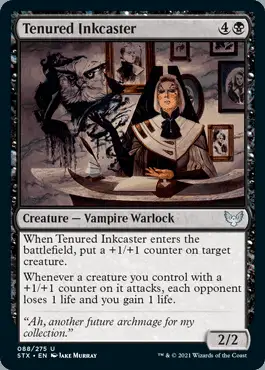 Tenured Inkcaster 4
Creature — Vampire Warlock
When Tenured Inkcaster enters the
battlefield, put a +1/+1 counter on target
creature.
Whenever a creature you control with a
+1/+1 counter on it attacks, each opponent
loses 1 life and you gain 1 life.
"Ah, another future archmage for my
collection."
2/2
088/275 U
STX • EN JAKE MURRAY
™ & © 2021 Wizards of the Coast